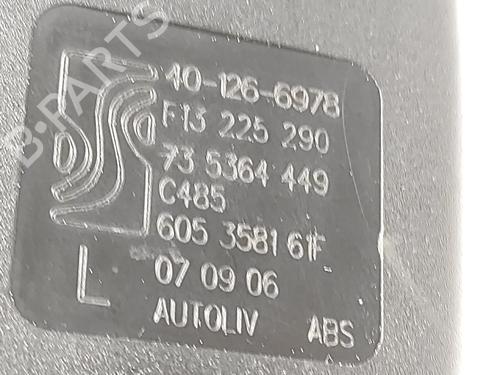 B-PARTS
40-126-6978
F13 225 290
73 5364 449
C485
605 3581 61F
L 07 09 06
AUTOLIV ABS